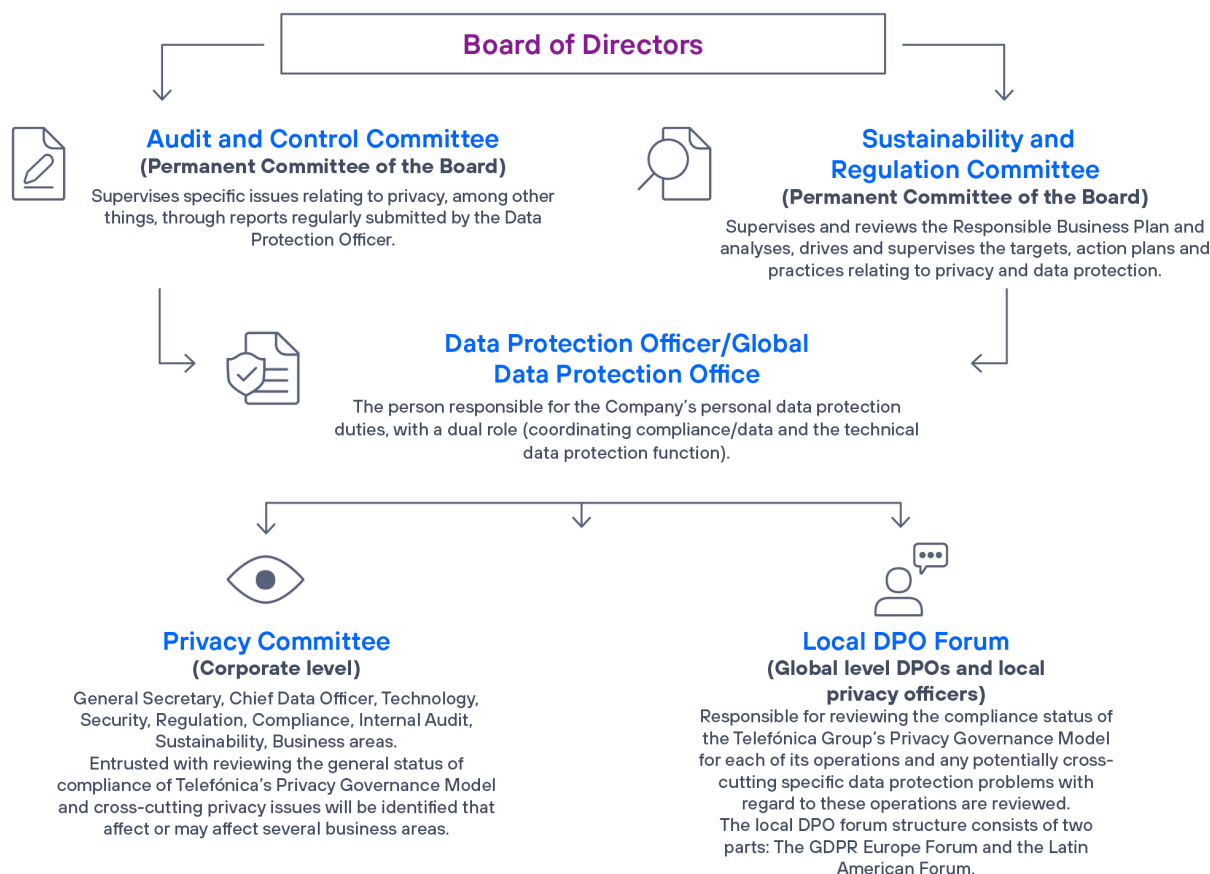 Board of Directors
Audit and Control Committee
(Permanent Committee of the Board)
Supervises specific issues relating to privacy, among other
things, through reports regularly submitted by the Data
Protection Officer.
Sustainability and
Regulation Committee
(Permanent Committee of the Board)
Supervises and reviews the Responsible Business Plan and
analyses, drives and supervises the targets, action plans and
practices relating to privacy and data protection.
Data Protection Officer/Global
Data Protection Office
The person responsible for the Company’s personal data protection
duties, with a dual role (coordinating compliance/data and the technical
data protection function).
Privacy Committee
(Corporate level)
General Secretary, Chief Data Officer, Technology,
Security, Regulation, Compliance, Internal Audit,
Sustainability, Business areas.
Entrusted with reviewing the general status of
compliance of Telefónica’s Privacy Governance Model
and cross-cutting privacy issues will be identified that
affect or may affect several business areas.
Local DPO Forum
(Global level DPOs and local
privacy officers)
Responsible for reviewing the compliance status of
the Telefónica Group’s Privacy Governance Model
for each of its operations and any potentially cross-
cutting specific data protection problems with
regard to these operations are reviewed.
The local DPO forum structure consists of two
parts: The GDPR Europe Forum and the Latin
American Forum.